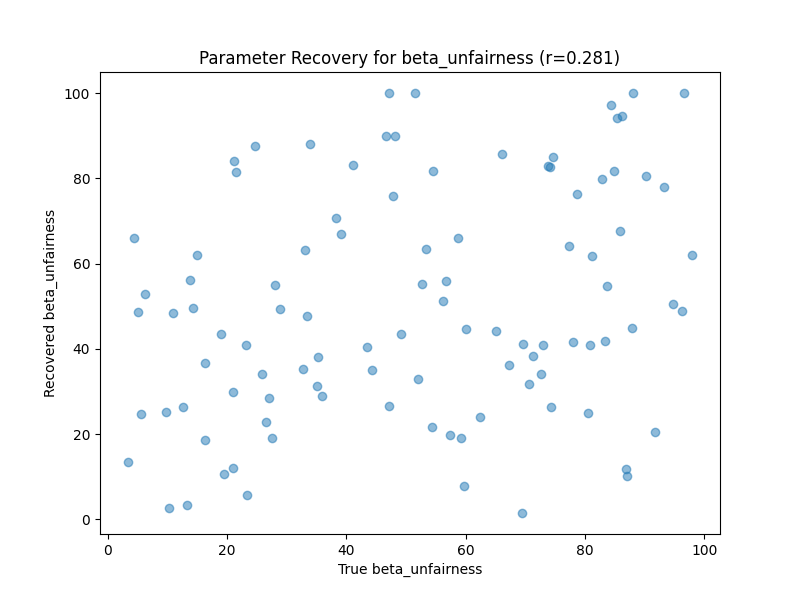 Parameter Recovery for beta_unfairness (r=0.281)
100
80
60
40
20
0
Recovered beta_unfairness
0 20 40 60 80 100
True beta_unfairness